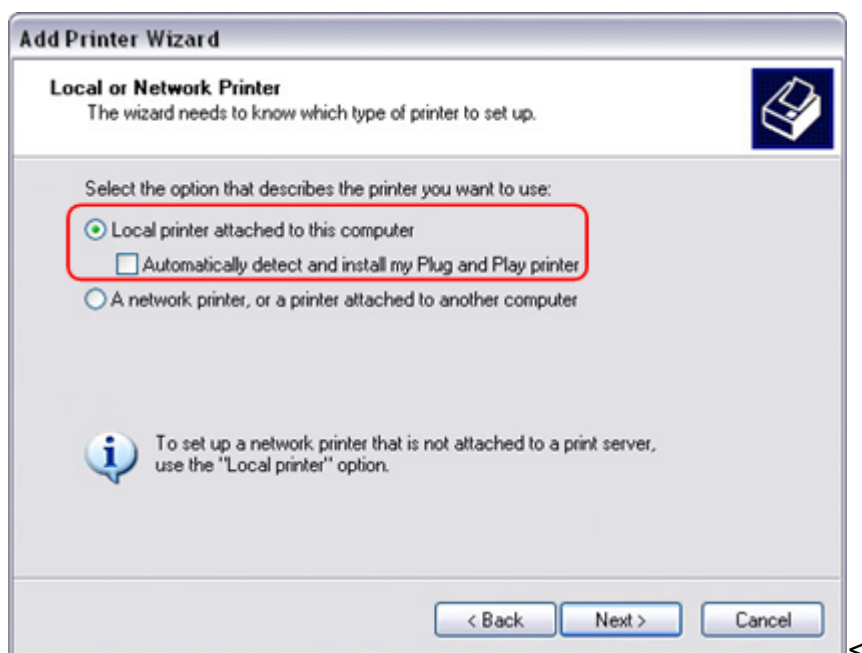 Add Printer Wizard
Local or Network Printer
The wizard needs to know which type of printer to set up.
Select the option that describes the printer you want to use:
Local printer attached to this computer
Automatically detect and install my Plug and Play printer
A network printer, or a printer attached to another computer
To set up a network printer that is not attached to a print server,
use the "Local printer" option.
< Back Next > Cancel
<